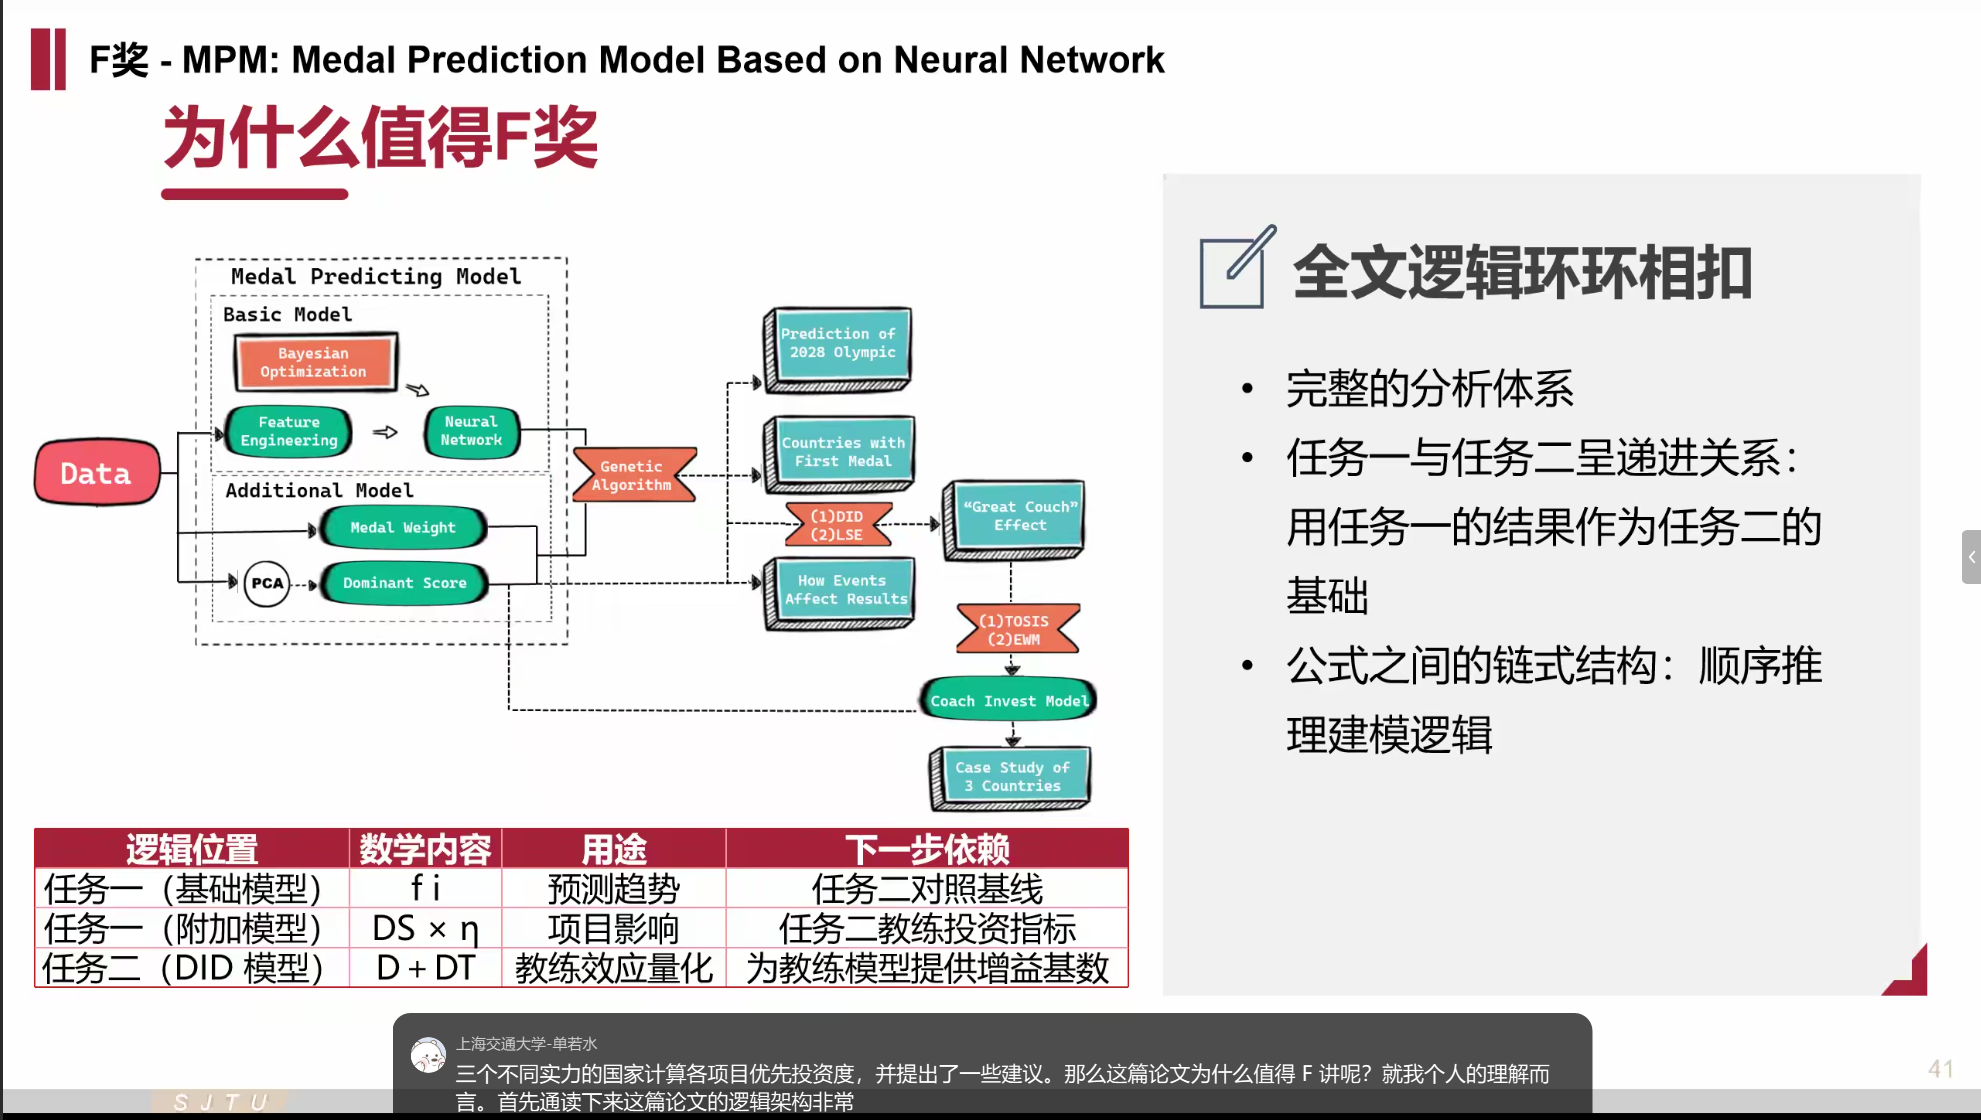 F奖 - MPM: Medal Prediction Model Based on Neural Network
为什么值得F奖
Medal Predicting Model
Basic Model
Bayesian
Optimization
Feature
Engineering
Neural
Network
Data
Additional Model
Medal Weight
PCA
Dominant Score
Genetic
Algorithm
Prediction of
2028 Olympic
Countries with
First Medal
(1)DID
(2)LSE
"Great Couch"
Effect
How Events
Affect Results
(1)TOSIS
(2)EWM
Coach Invest Model
Case Study of
3 Countries
全文逻辑环环相扣
• 完整的分析体系
• 任务一与任务二呈递进关系：
用任务一的结果作为任务二的
基础
• 公式之间的链式结构：顺序推
理建模逻辑
逻辑位置 数学内容 用途 下一步依赖
任务一（基础模型） f i 预测趋势 任务二对照基线
任务一（附加模型） DS × η 项目影响 任务二教练投资指标
任务二（DID 模型） D + DT 教练效应量化 为教练模型提供增益基数
上海交通大学-单若水
三个不同实力的国家计算各项目优先投资度，并提出了一些建议。那么这篇论文为什么值得 F 讲呢？就我个人的理解而
言。首先通读下来这篇论文的逻辑架构非常
41
SJTU